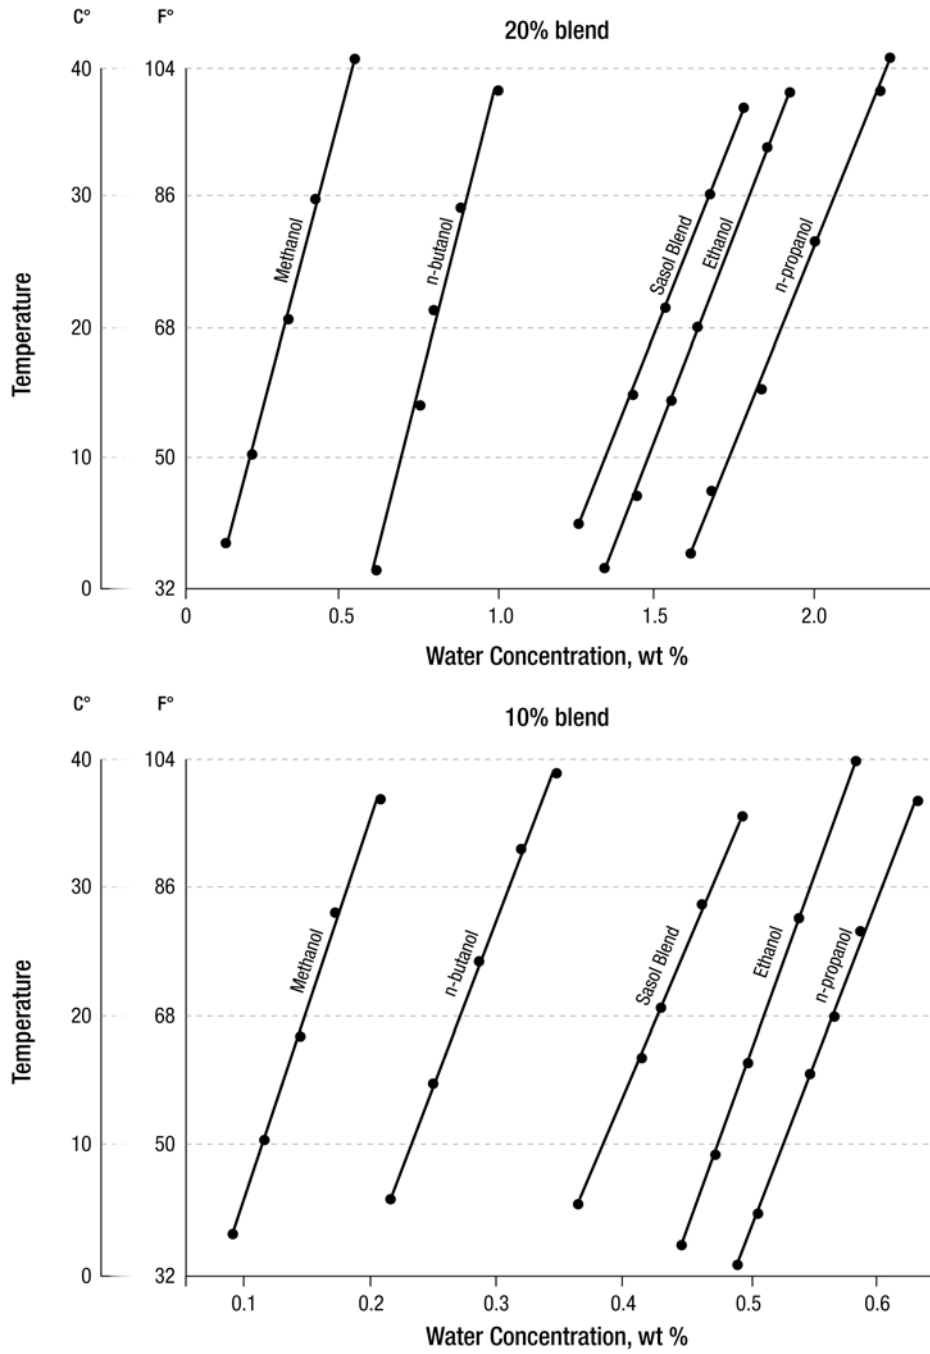 C° F° 20% blend
40 104
30 86
20 68
10 50
0 32
Temperature
Methanol
n-butanol
Sasol Blend
Ethanol
n-propanol
0 0.5 1.0 1.5 2.0
Water Concentration, wt %
C° F° 10% blend
40 104
30 86
20 68
10 50
0 32
Temperature
Methanol
n-butanol
Sasol Blend
Ethanol
n-propanol
0.1 0.2 0.3 0.4 0.5 0.6
Water Concentration, wt %